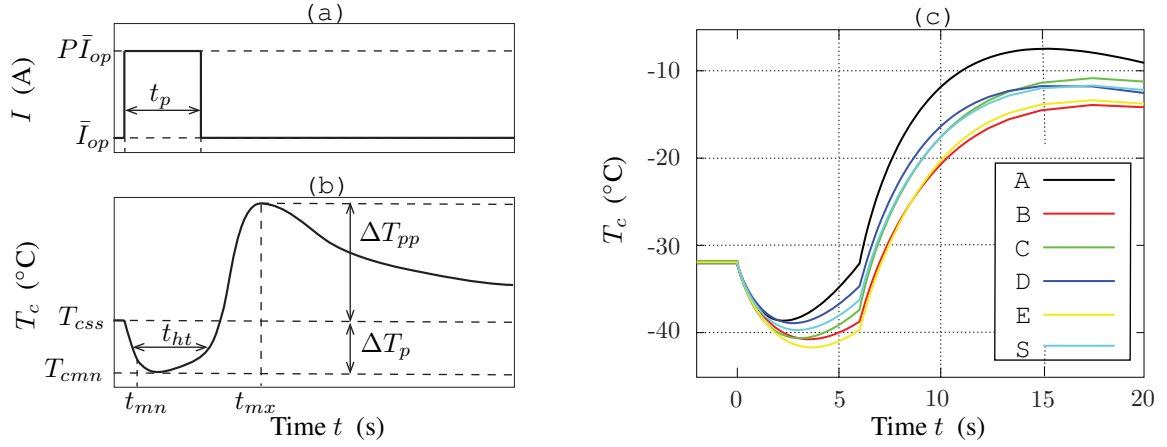 (a)
I (A)
PĪop
Īop
tp
(b)
Tc (°C)
Tcss
Tcmn
tht
ΔTpp
ΔTp
tmn
tmx
Time t (s)
(c)
Tc (°C)
-10
-20
-30
-40
0
5
10
15
20
Time t (s)
A
B
C
D
E
S